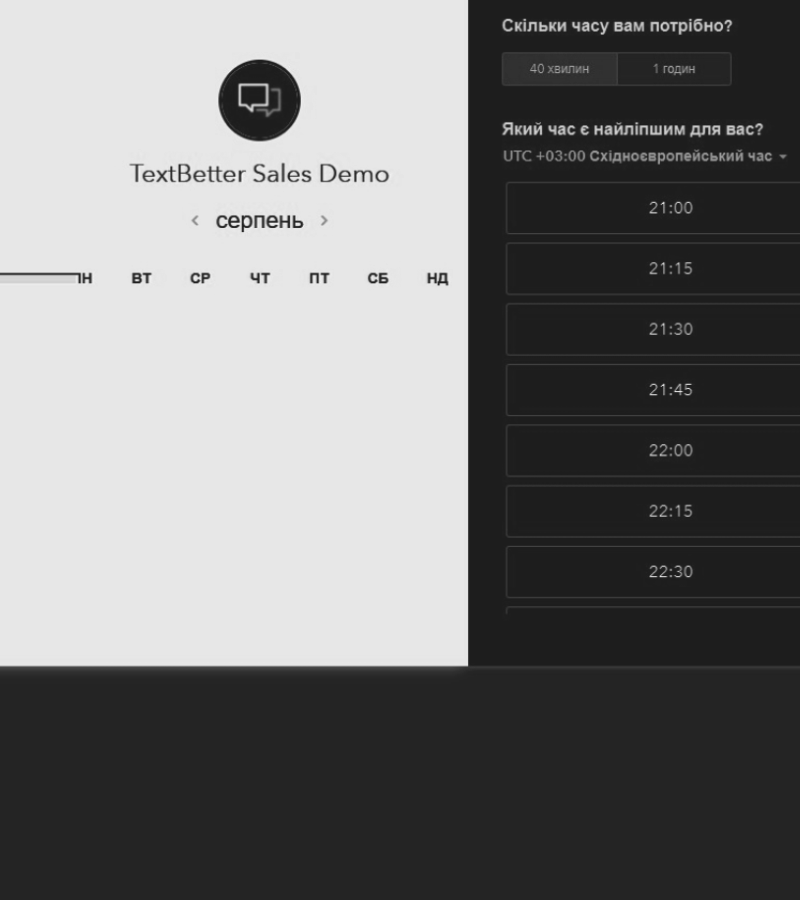 TextBetter Sales Demo
серпень
ВТ СР ЧТ ПТ СБ НД
Скільки часу вам потрібно?
40 хвилин 1 годин
Який час є найліпшим для вас?
UTC +03:00 Східноєвропейський час
21:00
21:15
21:30
21:45
22:00
22:15
22:30